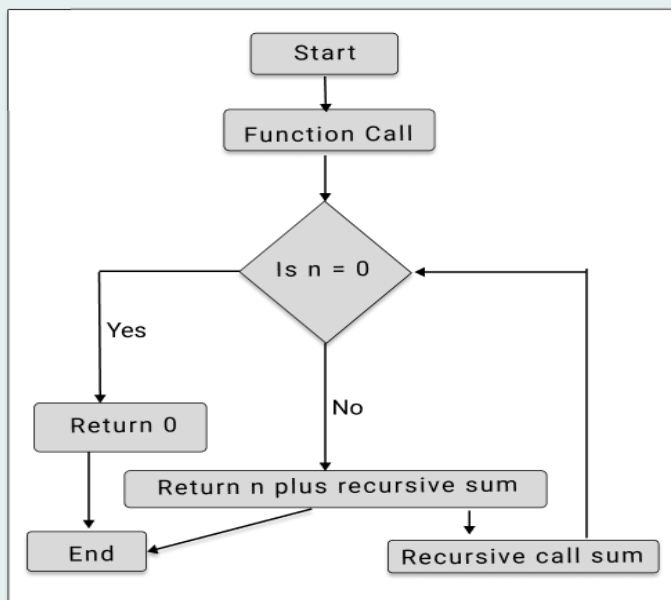 Start
Function Call
Is n = 0
Yes
No
Return 0
Return n plus recursive sum
End
Recursive call sum